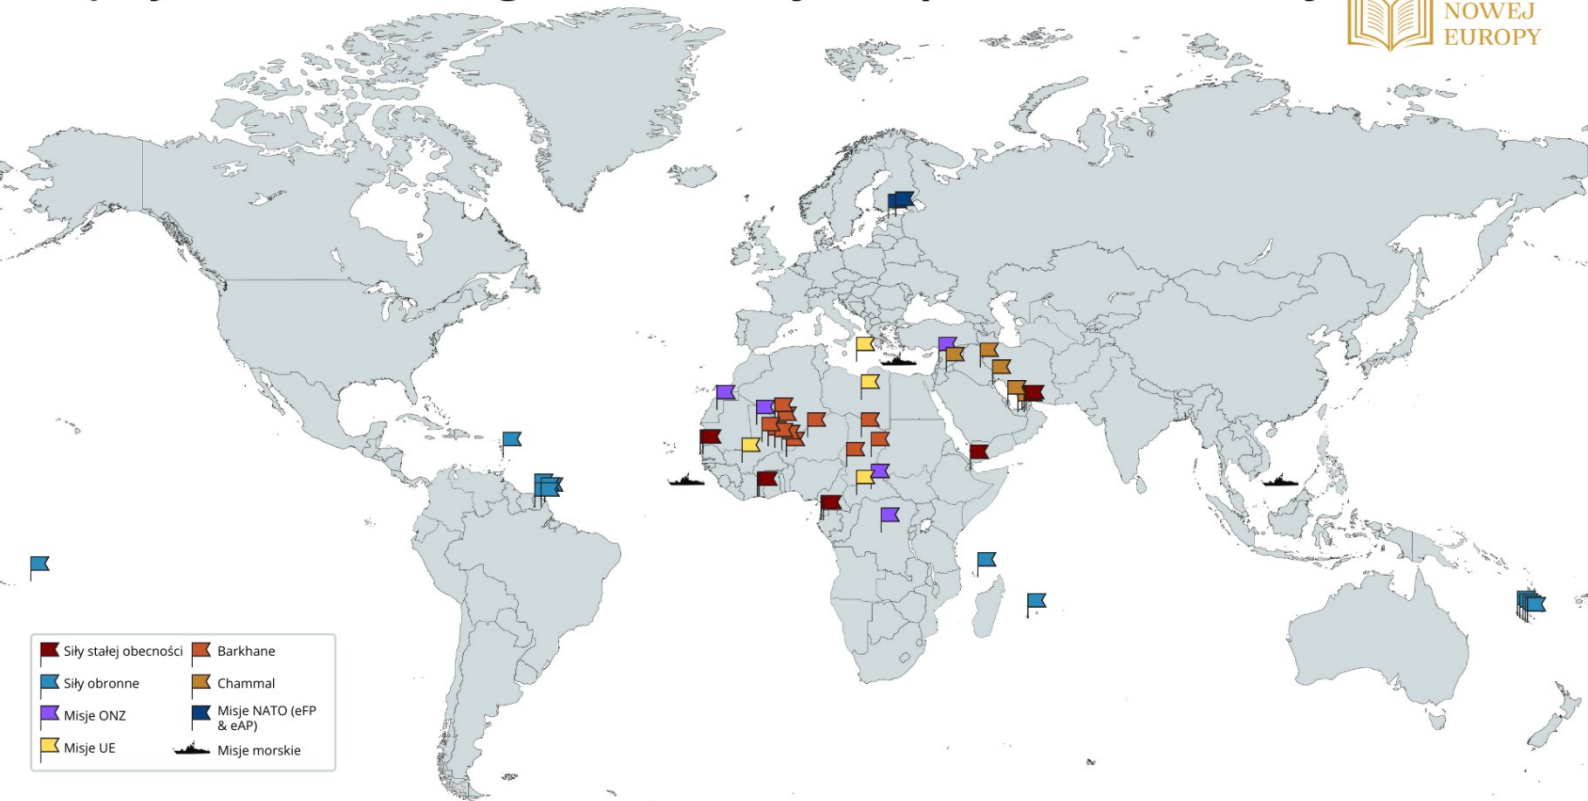 NOWEJ
EUROPY
Siły stałej obecności
Barkhane
Siły obronne
Chammal
Misje ONZ
Misje NATO (eFP
& eAP)
Misje UE
Misje morskie